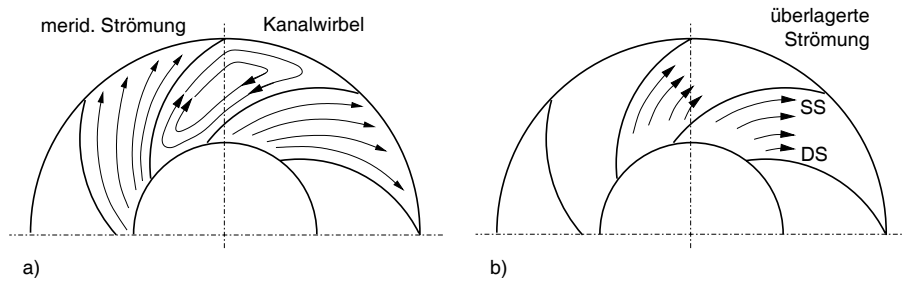 merid. Strömung
Kanalwirbel
überlagerte
Strömung
SS
DS
a)
b)